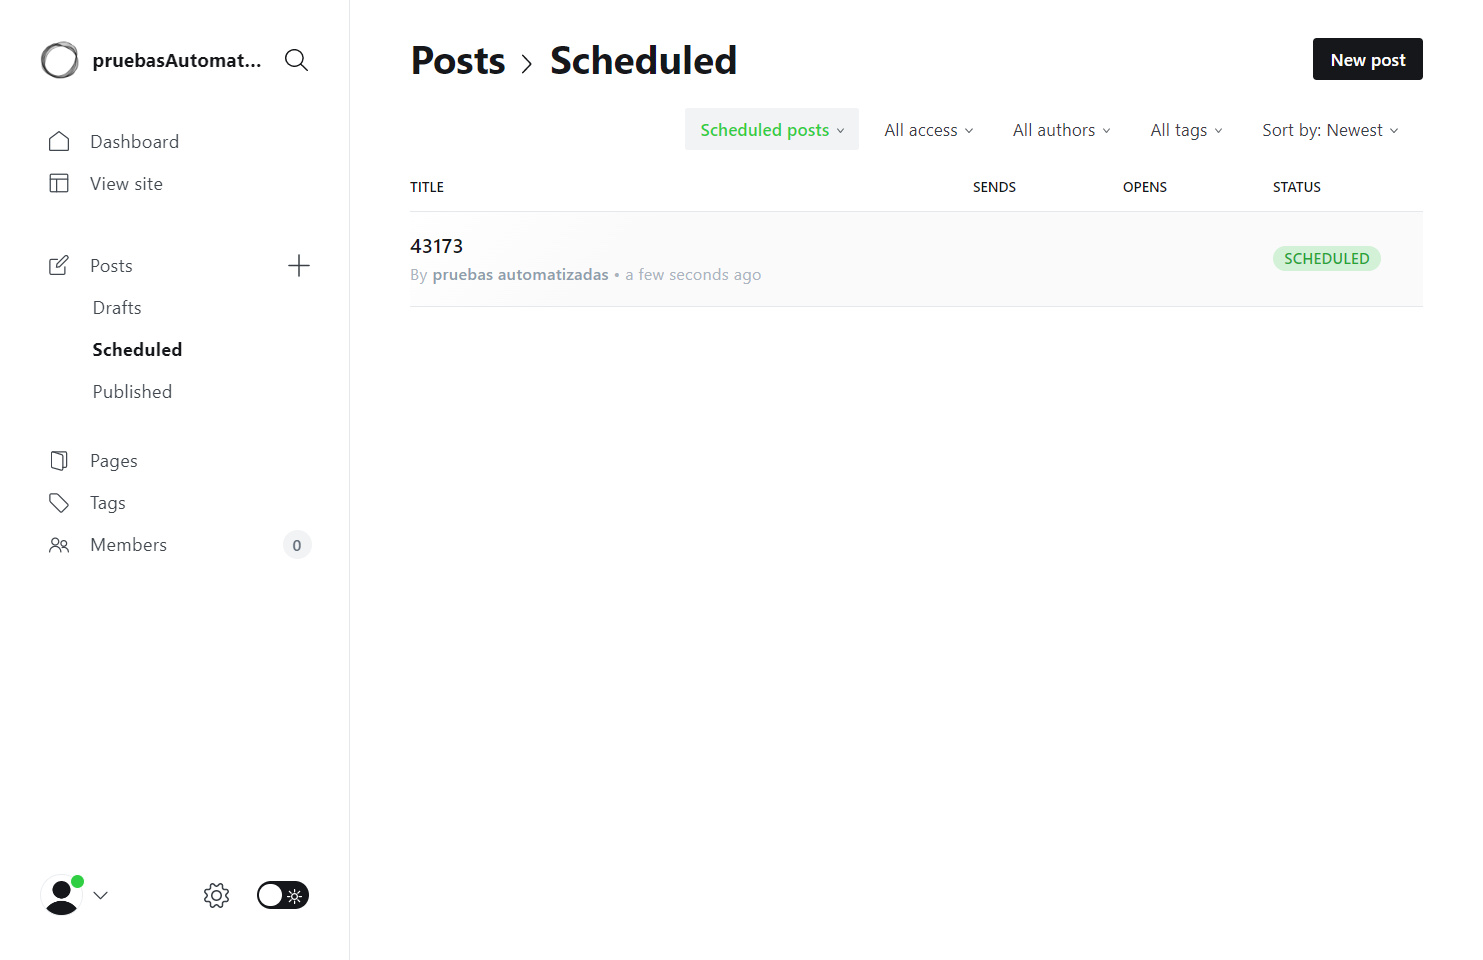 pruebasAutomat...
Dashboard
View site
Posts
Drafts
Scheduled
Published
Pages
Tags
Members 0
Posts Scheduled
New post
Scheduled posts All access All authors All tags Sort by: Newest
TITLE SENDS OPENS STATUS
43173
By pruebas automatizadas • a few seconds ago
SCHEDULED